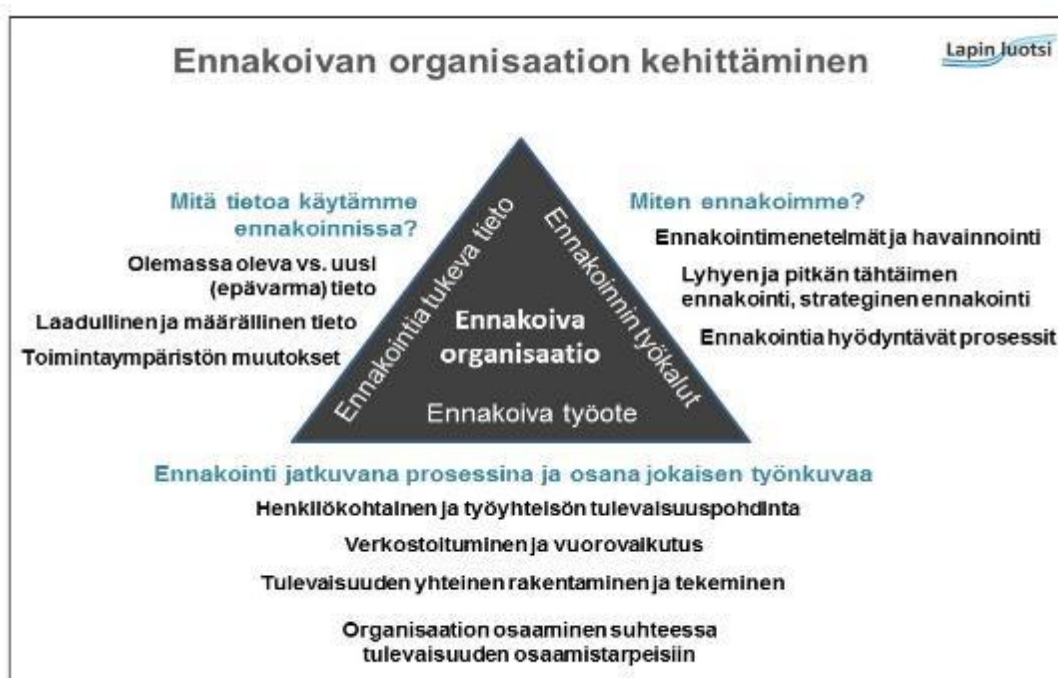 Ennakoivan organisaation kehittäminen
Lapin luotsi
Mitä tietoa käytämme
ennakoinnissa?
Olemassa oleva vs. uusi
(epävarma) tieto
Laadullinen ja määrällinen tieto
Toimintaympäristön muutokset
Ennakointia tukeva tieto
Ennakoiva
organisaatio
Ennakoinnin työkalut
Ennakoiva työote
Miten ennakoimme?
Ennakointimenetelmät ja havainnointi
Lyhyen ja pitkän tähtäimen
ennakointi, strateginen ennakointi
Ennakointia hyödyntävät prosessit
Ennakointi jatkuvana prosessina ja osana jokaisen työnkuvaa
Henkilökohtainen ja työyhteisön tulevaisuuspohdinta
Verkostoituminen ja vuorovaikutus
Tulevaisuuden yhteinen rakentaminen ja tekeminen
Organisaation osaaminen suhteessa
tulevaisuuden osaamistarpeisiin